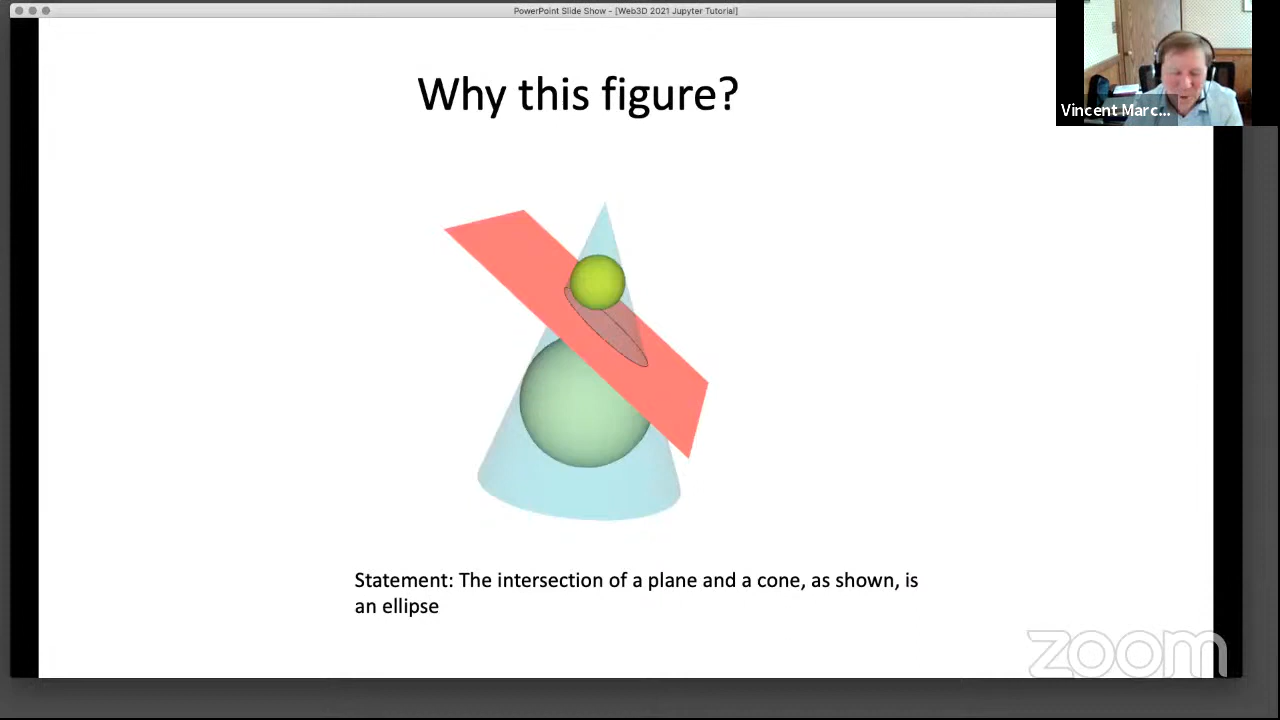 PowerPoint Slide Show - [Web3D 2021 Jupyter Tutorial]
Why this figure?
Vincent Marc...
Statement: The intersection of a plane and a cone, as shown, is
an ellipse
zoom